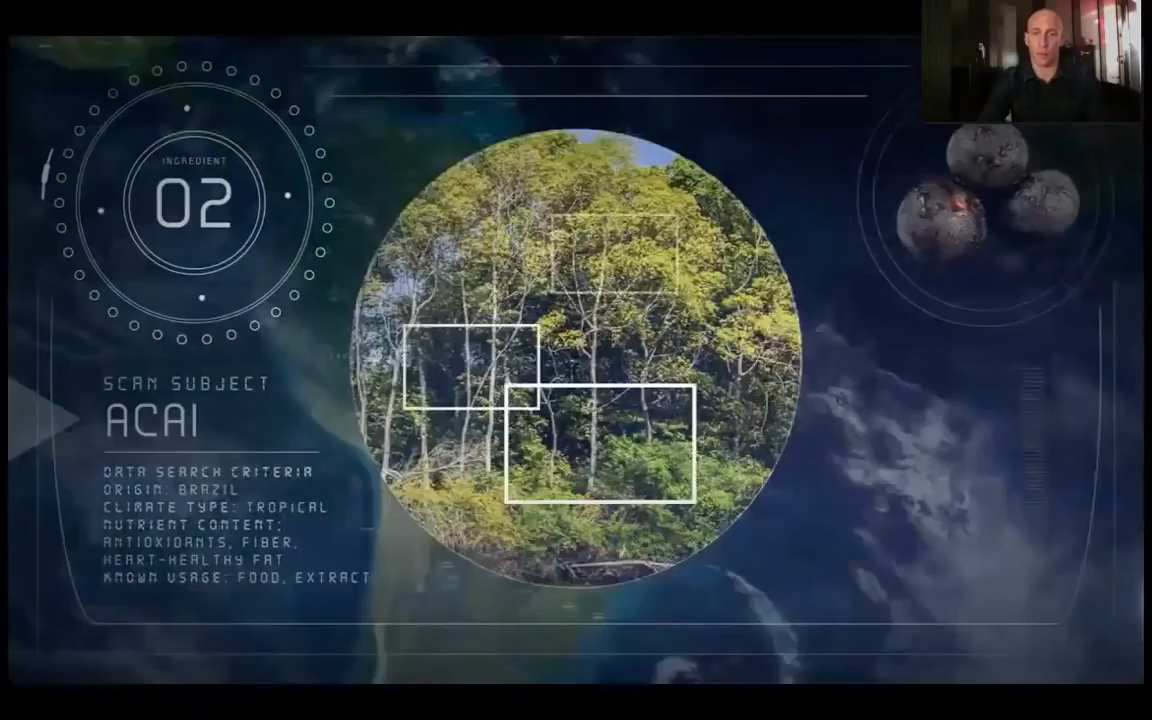 INGREDIENT
02
SCAN SUBJECT
ACAI
DATA SEARCH CRITERIA
ORIGIN: BRAZIL
CLIMATE TYPE: TROPICAL
NUTRIENT CONTENT:
ANTIOXIDANTS, FIBER,
HEART-HEALTHY FAT
KNOWN USAGE: FOOD, EXTRACT